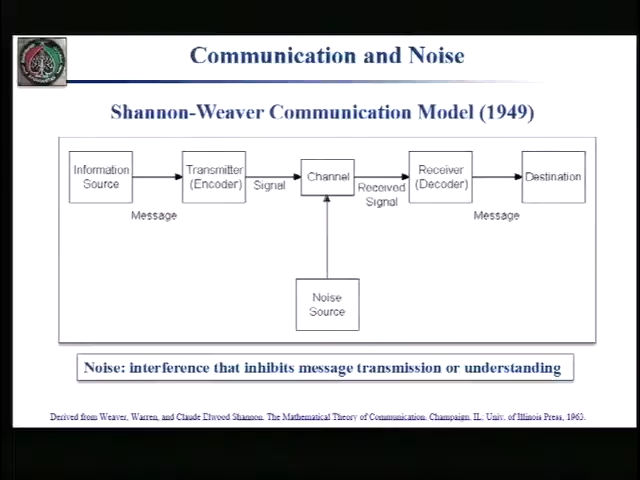 Communication and Noise
Shannon-Weaver Communication Model (1949)
Information
Source
Message
Transmitter
(Encoder)
Signal
Channel
Received
Signal
Receiver
(Decoder)
Message
Destination
Noise
Source
Noise: interference that inhibits message transmission or understanding
Derived from Weaver, Warren, and Claude Elwood Shannon. The Mathematical Theory of Communication. Champaign, IL: Univ. of Illinois Press, 1963.